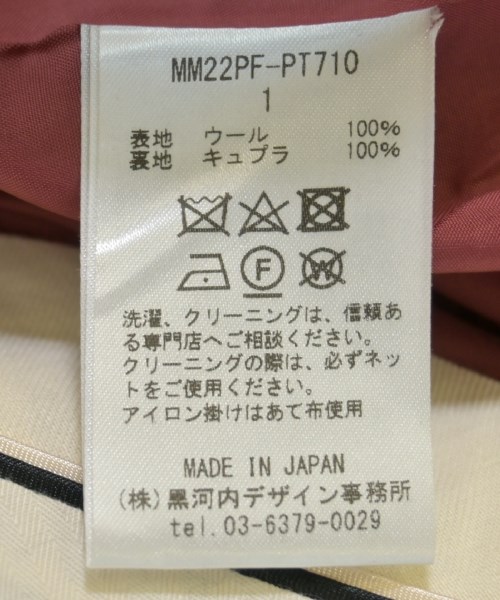 MM22PF-PT710
1
表地 ウール 100%
裏地 キュプラ 100%
F
W
洗濯、クリーニングは、信頼あ
る専門店へご相談ください。
クリーニングの際は、必ずネッ
トをご使用ください。
アイロン掛けはあて布使用
MADE IN JAPAN
(株)黒河内デザイン事務所
tel. 03-6379-0029